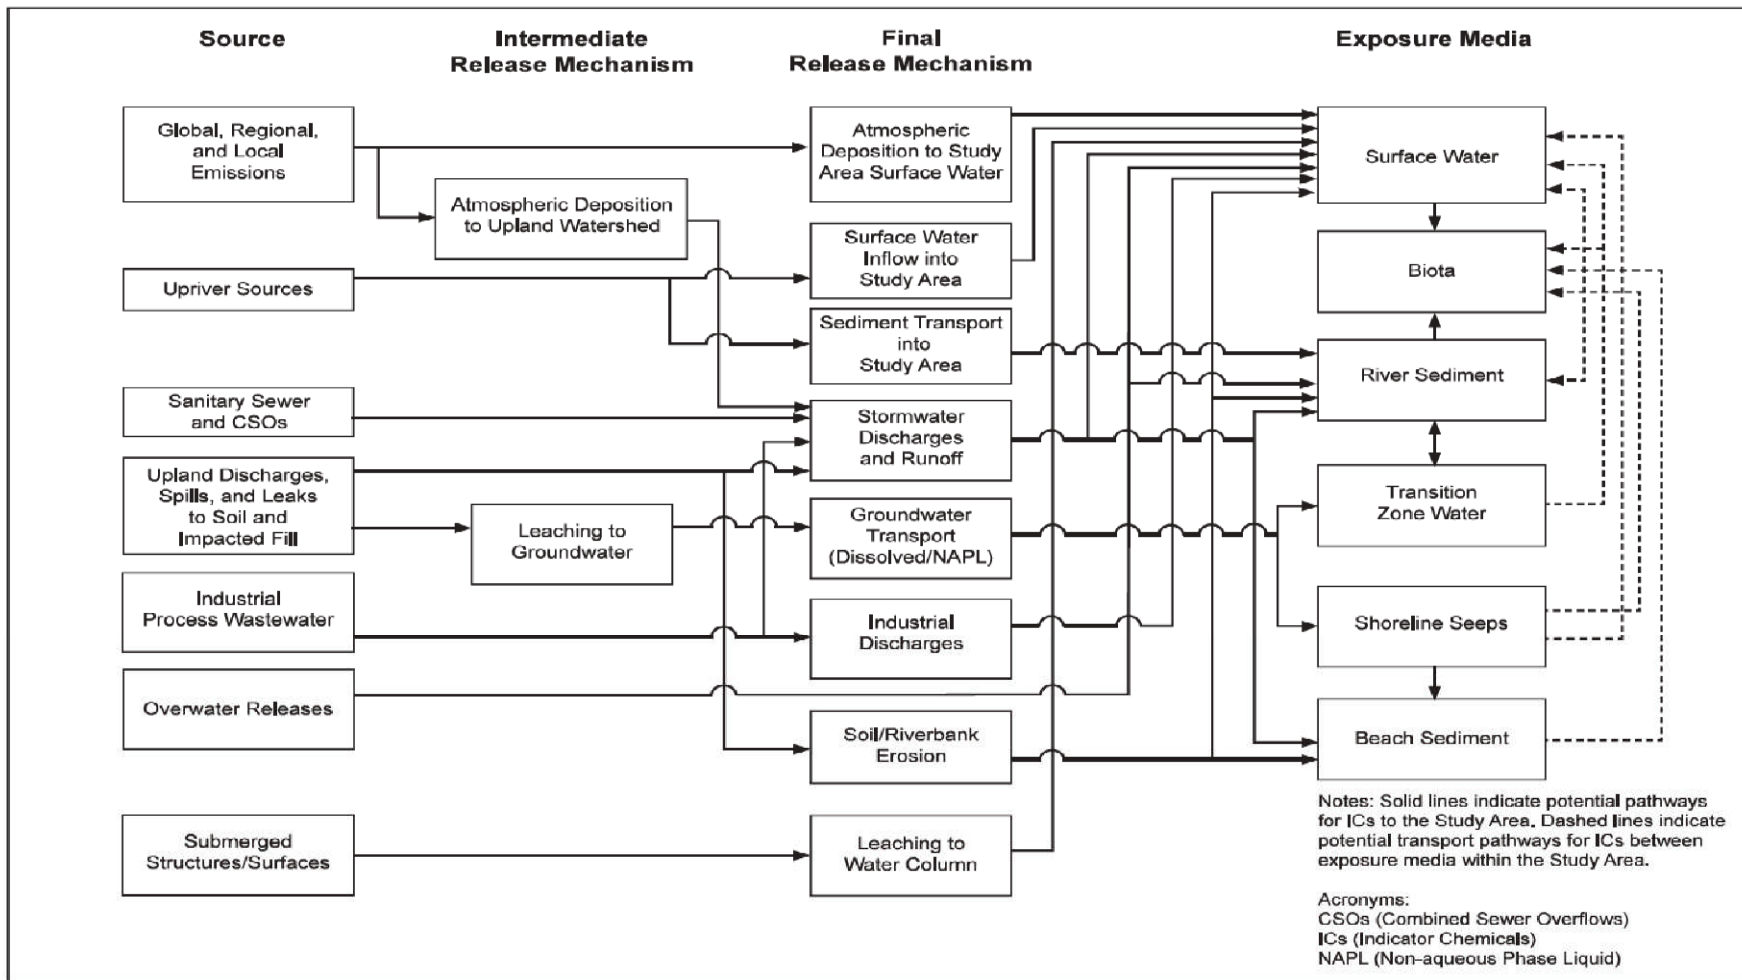 Source
Intermediate
Release Mechanism
Final
Release Mechanism
Exposure Media
Global, Regional,
and Local
Emissions
Upriver Sources
Sanitary Sewer
and CSOs
Upland Discharges,
Spills, and Leaks
to Soil and
Impacted Fill
Industrial
Process Wastewater
Overwater Releases
Submerged
Structures/Surfaces
Atmospheric Deposition
to Upland Watershed
Leaching to
Groundwater
Atmospheric
Deposition to Study
Area Surface Water
Surface Water
Inflow into
Study Area
Sediment Transport
into
Study Area
Stormwater
Discharges
and Runoff
Groundwater
Transport
(Dissolved/NAPL)
Industrial
Discharges
Soil/Riverbank
Erosion
Leaching to
Water Column
Surface Water
Biota
River Sediment
Transition
Zone Water
Shoreline Seeps
Beach Sediment
Notes: Solid lines indicate potential pathways
for ICs to the Study Area. Dashed lines indicate
potential transport pathways for ICs between
exposure media within the Study Area.
Acronyms:
CSOs (Combined Sewer Overflows)
ICs (Indicator Chemicals)
NAPL (Non-aqueous Phase Liquid)